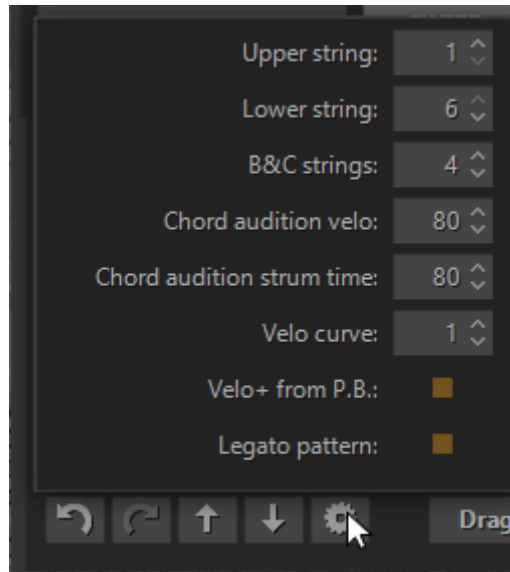 Upper string: 1
Lower string: 6
B&C strings: 4
Chord audition velo: 80
Chord audition strum time: 80
Velo curve: 1
Velo+ from P.B.:
Legato pattern:
Drag